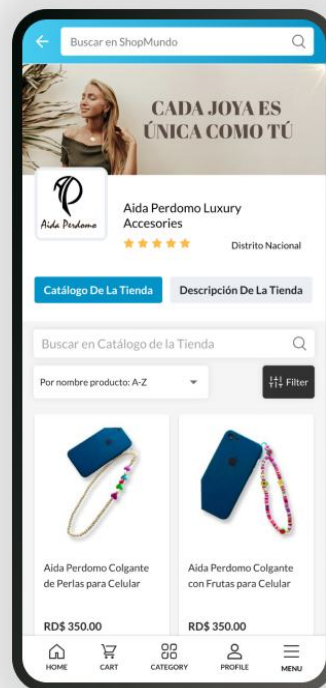 Buscar en ShopMundo
CADA JOYA ES
ÚNICA COMO TÚ
Aida Perdomo
Aida Perdomo Luxury
Accesories
Distrito Nacional
Catálogo De La Tienda
Descripción De La Tienda
Buscar en Catálogo de la Tienda
Por nombre producto: A-Z
Filter
Aida Perdomo Colgante
de Perlas para Celular
Aida Perdomo Colgante
con Frutas para Celular
RD$ 350.00
RD$ 350.00
HOME
CART
CATEGORY
PROFILE
MENU